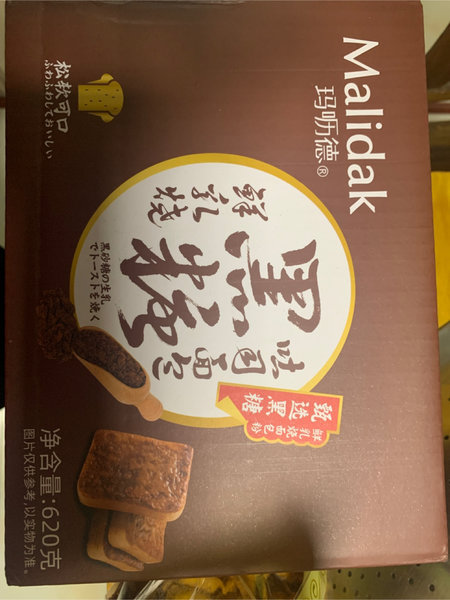 Malidak
玛呖德®
松软可口
ふわふわしておいしい
鲜乳烧
黑糖
吐司面包
黒砂糖の生乳
でトーストを焼く
甄选黑糖
鲜乳烧面包粉
净含量:620克
图片仅供参考,以实物为准。